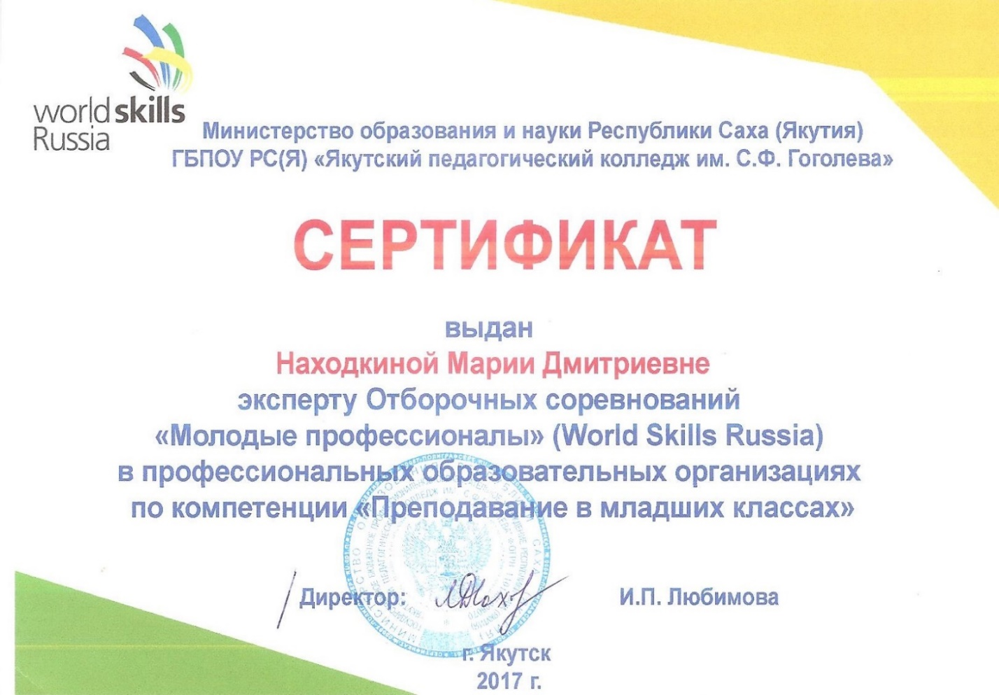 world skills
Russia
Министерство образования и науки Республики Саха (Якутия)
ГБПОУ РС(Я) «Якутский педагогический колледж им. С.Ф. Гоголева»
СЕРТИФИКАТ
выдан
Находкиной Марии Дмитриевне
эксперту Отборочных соревнований
«Молодые профессионалы» (World Skills Russia)
в профессиональных образовательных организациях
по компетенции «Преподавание в младших классах»
Директор:
И.П. Любимова
г. Якутск
2017 г.